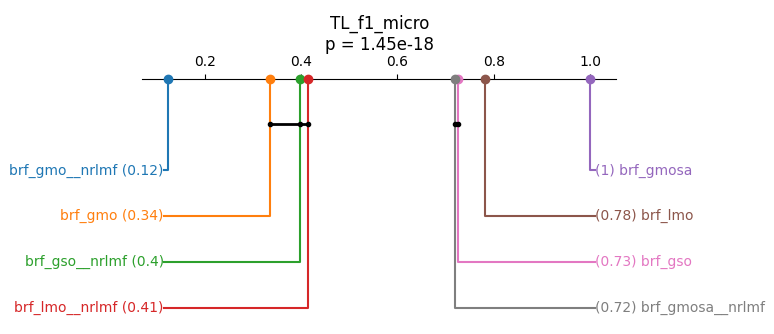 TL_f1_micro
p = 1.45e-18
0.2 0.4 0.6 0.8 1.0
brf_gmo__nrlmf (0.12) (1) brf_gmosa
brf_gmo (0.34) (0.78) brf_lmo
brf_gso__nrlmf (0.4) (0.73) brf_gso
brf_lmo__nrlmf (0.41) (0.72) brf_gmosa__nrlmf